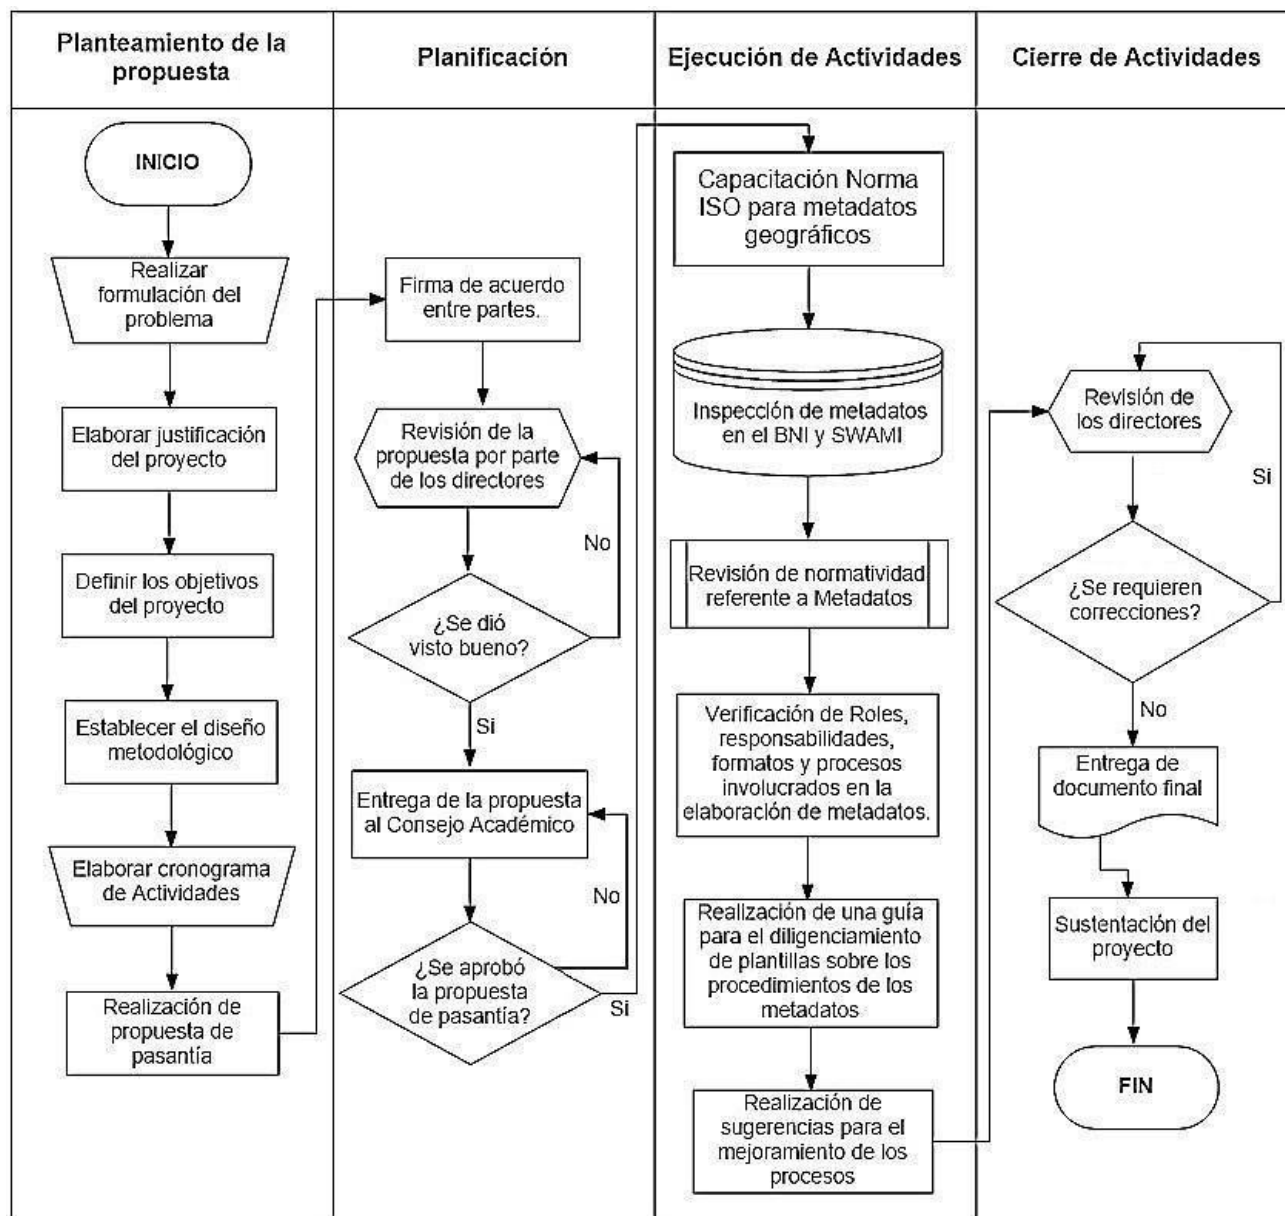 Planteamiento de la
propuesta
Planificación
Ejecución de Actividades
Cierre de Actividades
INICIO
Realizar
formulación del
problema
Elaborar justificación
del proyecto
Definir los objetivos
del proyecto
Establecer el diseño
metodológico
Elaborar cronograma
de Actividades
Realización de
propuesta de
pasantía
Firma de acuerdo
entre partes.
Revisión de la
propuesta por parte
de los directores
No
¿Se dió
visto bueno?
Si
Entrega de la propuesta
al Consejo Académico
No
¿Se aprobó
la propuesta
de pasantía?
Si
Capacitación Norma
ISO para metadatos
geográficos
Inspección de metadatos
en el BNI y SWAMI
Revisión de normatividad
referente a Metadatos
Verificación de Roles,
responsabilidades,
formatos y procesos
involucrados en la
elaboración de metadatos.
Realización de una guía
para el diligenciamiento
de plantillas sobre los
procedimientos de los
metadatos
Realización de
sugerencias para el
mejoramiento de los
procesos
Revisión de
los directores
Si
¿Se requieren
correcciones?
No
Entrega de
documento final
Sustentación del
proyecto
FIN